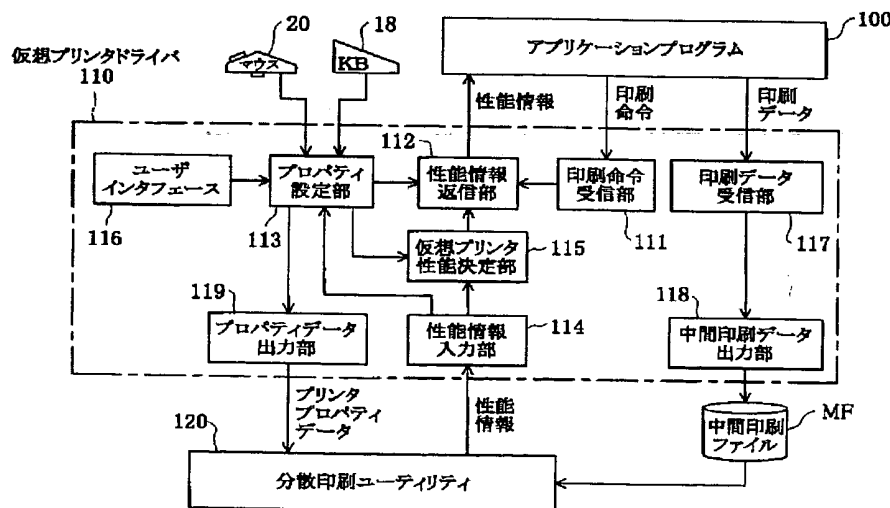 仮想プリンタドライバ
110
20
マウス
18
KB
100
アプリケーションプログラム
性能情報
印刷
命令
印刷
データ
112
ユーザ
インタフェース
116
プロパティ
設定部
113
性能情報
返信部
印刷命令
受信部
111
印刷データ
受信部
117
仮想プリンタ
性能決定部
115
119
プロパティデータ
出力部
性能情報
入力部
114
118
中間印刷データ
出力部
プリンタ
プロパティ
データ
性能
情報
MF
中間印刷
ファイル
120
分散印刷ユーティリティ